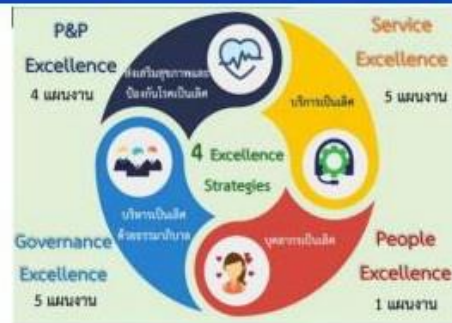 P&P
Excellence
4 แผนงาน
ส่งเสริมสุขภาพและ
ป้องกันโรคเป็นเลิศ
Service
Excellence
5 แผนงาน
บริการเป็นเลิศ
4 Excellence
Strategies
บริหารเป็นเลิศ
ด้วยธรรมาภิบาล
Governance
Excellence
5 แผนงาน
บุคลากรเป็นเลิศ
People
Excellence
1 แผนงาน